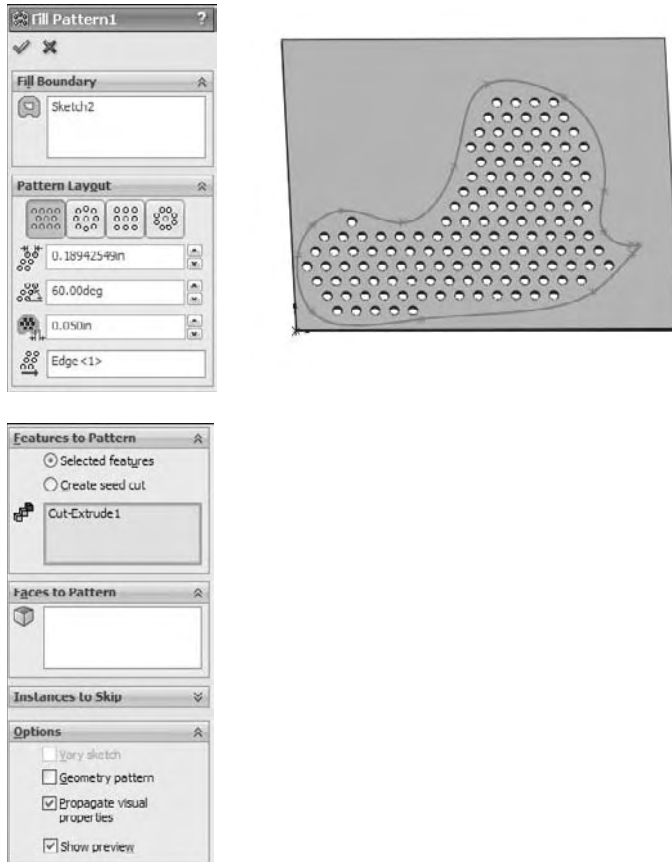 Fill Pattern1 ?
Fill Boundary
Sketch2
Pattern Layout
0.18942549in
60.00deg
0.050in
Edge <1>
Features to Pattern
Selected features
Create seed cut
Cut-Extrude1
Faces to Pattern
Instances to Skip
Options
Vary sketch
Geometry pattern
Propagate visual
properties
Show preview